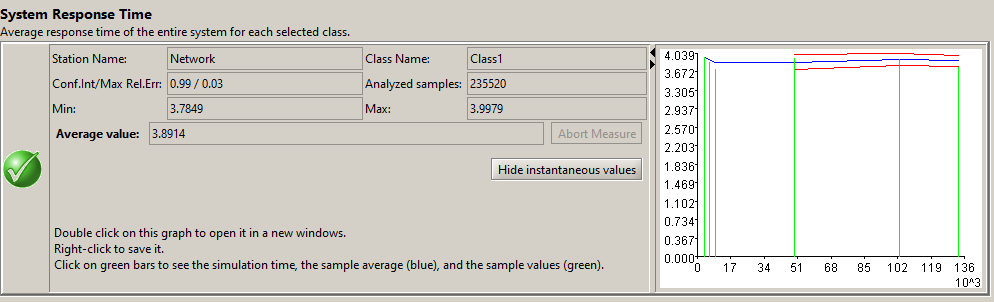 System Response Time
Average response time of the entire system for each selected class.
Station Name: Network Class Name: Class1
Conf.Int/Max Rel.Err: 0.99 / 0.03 Analyzed samples: 235520
Min: 3.7849 Max: 3.9979
Average value: 3.8914 Abort Measure
Hide instantaneous values
Double click on this graph to open it in a new windows.
Right-click to save it.
Click on green bars to see the simulation time, the sample average (blue), and the sample values (green).
4.039
3.672
3.305
2.937
2.570
2.203
1.836
1.469
1.102
0.734
0.367
0.000
0 17 34 51 68 85 102 119 136
10^3